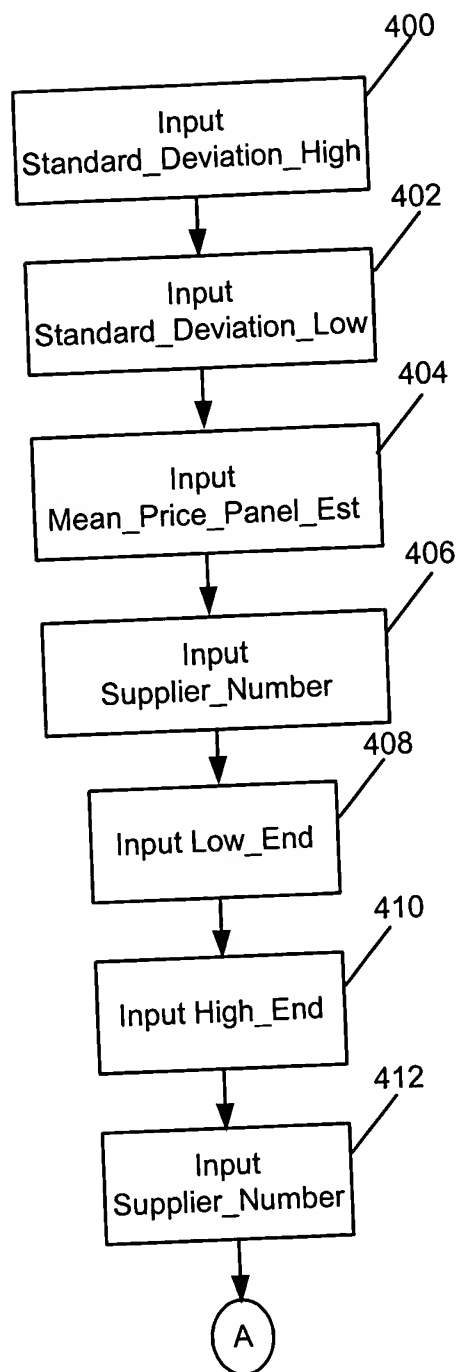 400
Input
Standard_Deviation_High
402
Input
Standard_Deviation_Low
404
Input
Mean_Price_Panel_Est
406
Input
Supplier_Number
408
Input Low_End
410
Input High_End
412
Input
Supplier_Number
A